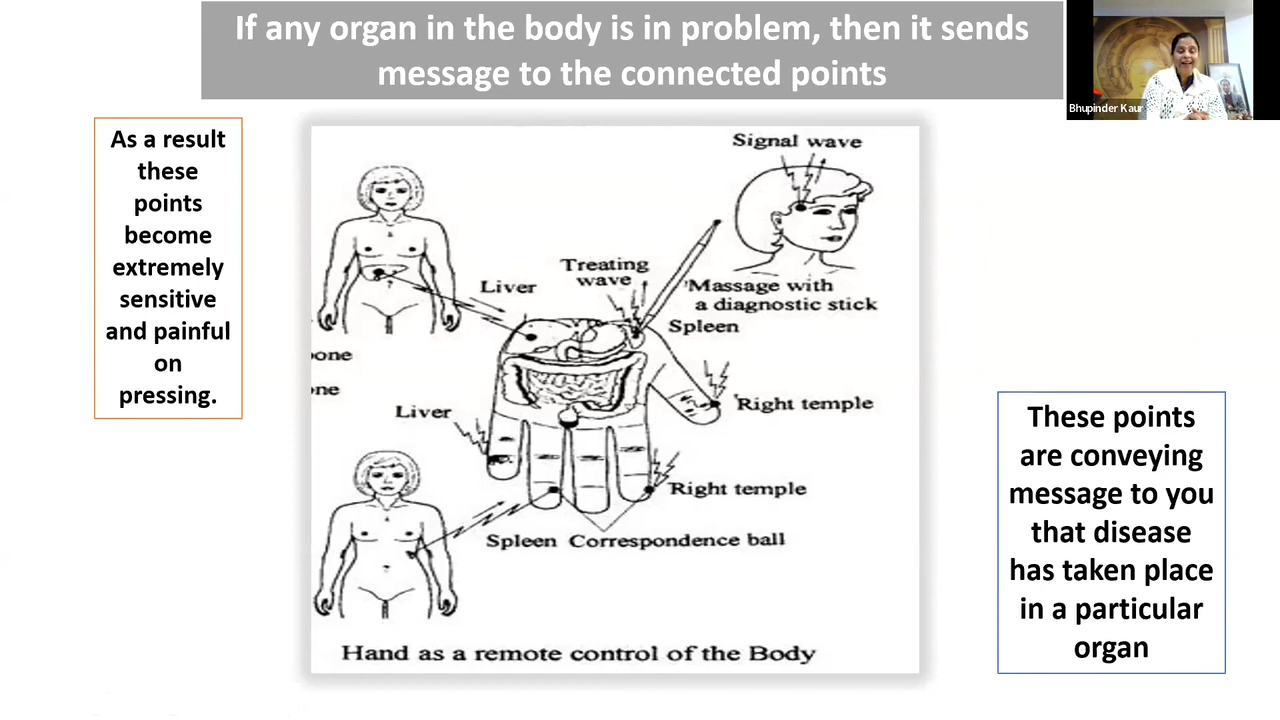 If any organ in the body is in problem, then it sends
message to the connected points
Bhupinder Kaur
As a result
these
points
become
extremely
sensitive
and painful
on
pressing.
Signal wave
Treating
wave
Liver
'Massage with
a diagnostic stick
Spleen
one
ne
Liver
'Right temple
'Right temple
Spleen Correspondence ball
Hand as a remote control of the Body
These points
are conveying
message to you
that disease
has taken place
in a particular
organ